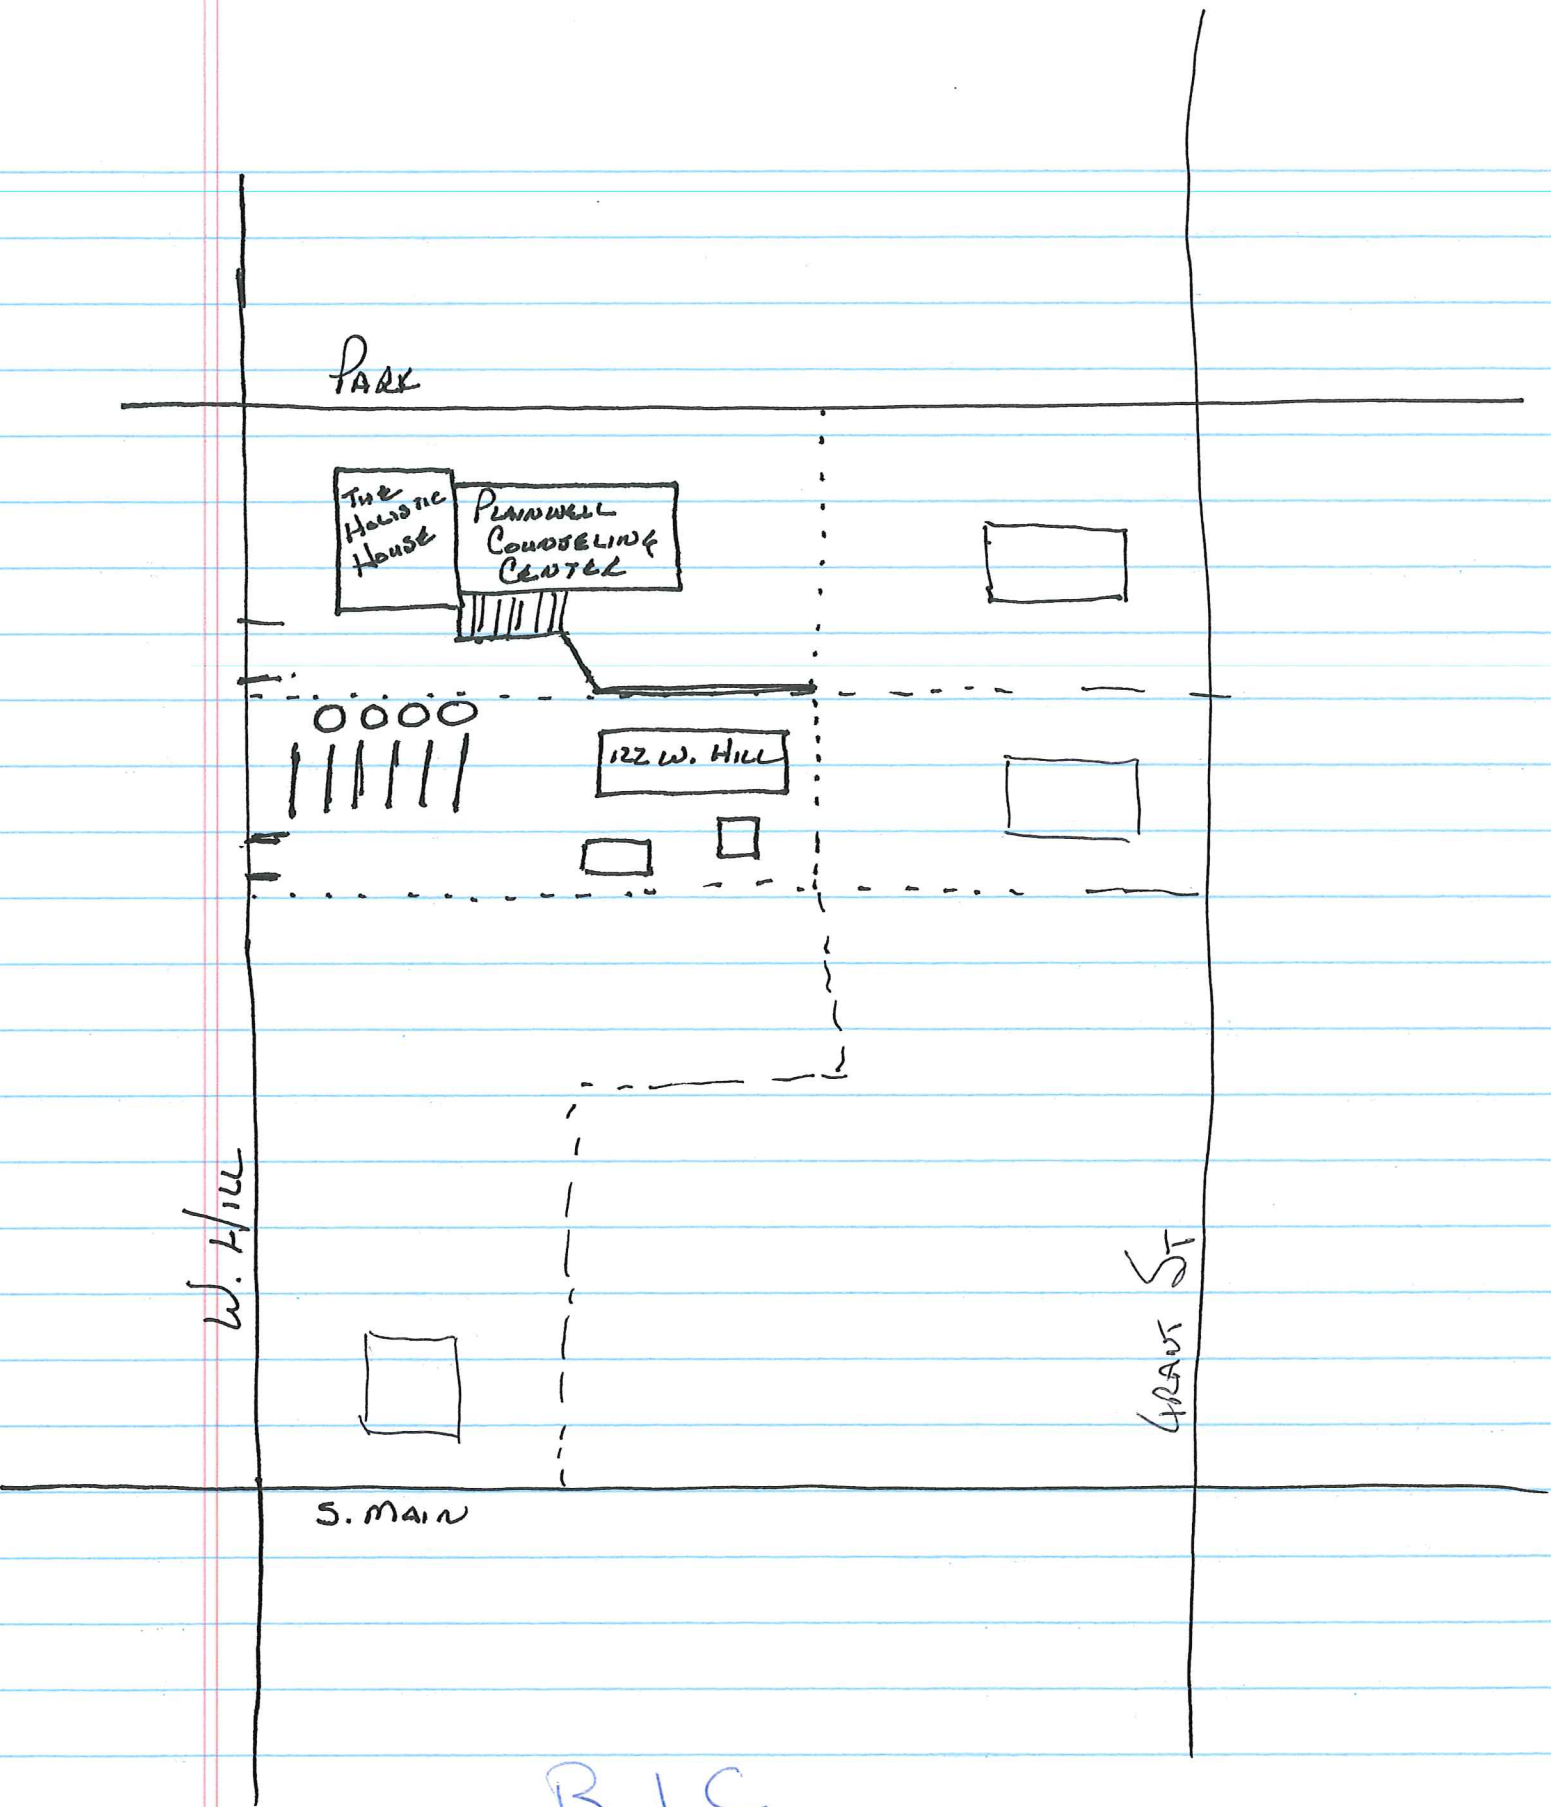 PARK
THE
HOLISTIC
HOUSE
PLAINWELL
COUNSELING
CENTER
122 W. HILL
W. HILL
GRANT ST
S. MAIN